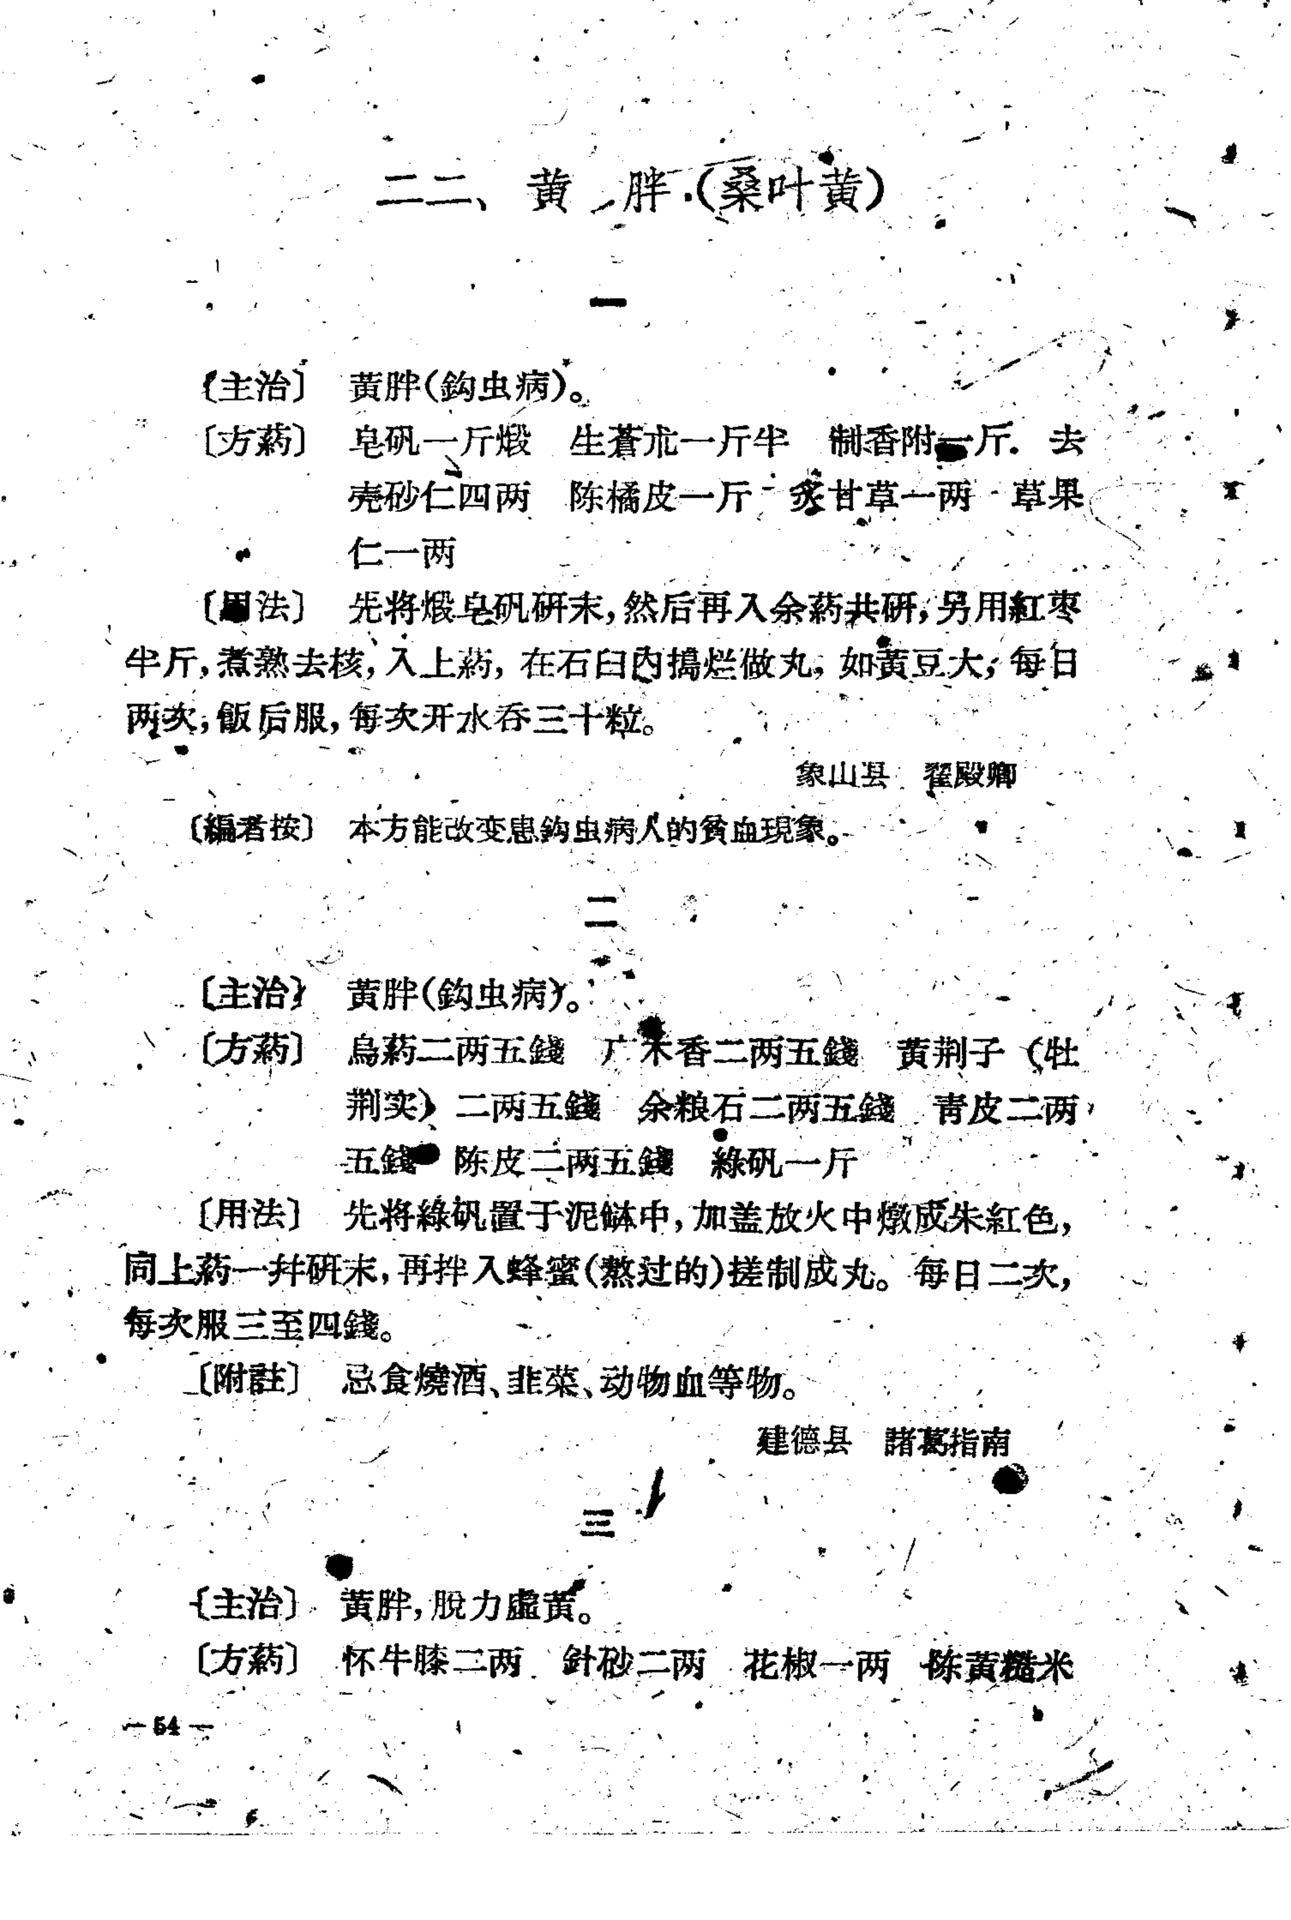 二二、黄　胖（桑叶黄）
一
〔主治〕　黄胖（鈎虫病）。
〔方葯〕　皂矾一斤煅　生蒼朮一斤半　制香附一斤　去
壳砂仁四两　陈橘皮一斤　炙甘草一两　草果
仁一两
〔用法〕　先将煅皂矾研末，然后再入余葯共研，另用紅枣
半斤，煮熟去核，入上葯，在石臼内搗烂做丸，如黄豆大，每日
两次，飯后服，每次开水吞三十粒。
象山县　翟殿卿
〔編者按〕　本方能改变患鈎虫病人的貧血現象。
二
〔主治〕　黄胖（鈎虫病）。
〔方葯〕　烏葯二两五錢　广木香二两五錢　黄荆子（牡
荆实）二两五錢　余粮石二两五錢　青皮二两
五錢　陈皮二两五錢　綠矾一斤
〔用法〕　先将綠矾置于泥缽中，加盖放火中燉成朱紅色，
同上葯一幷研末，再拌入蜂蜜（熬过的）搓制成丸。每日二次，
每次服三至四錢。
〔附註〕　忌食燒酒、韭菜、动物血等物。
建德县　諸葛指南
三
〔主治〕　黄胖，脫力虛黄。
〔方葯〕　怀牛膝二两　針砂二两　花椒一两　陈黄糙米
— 54 —